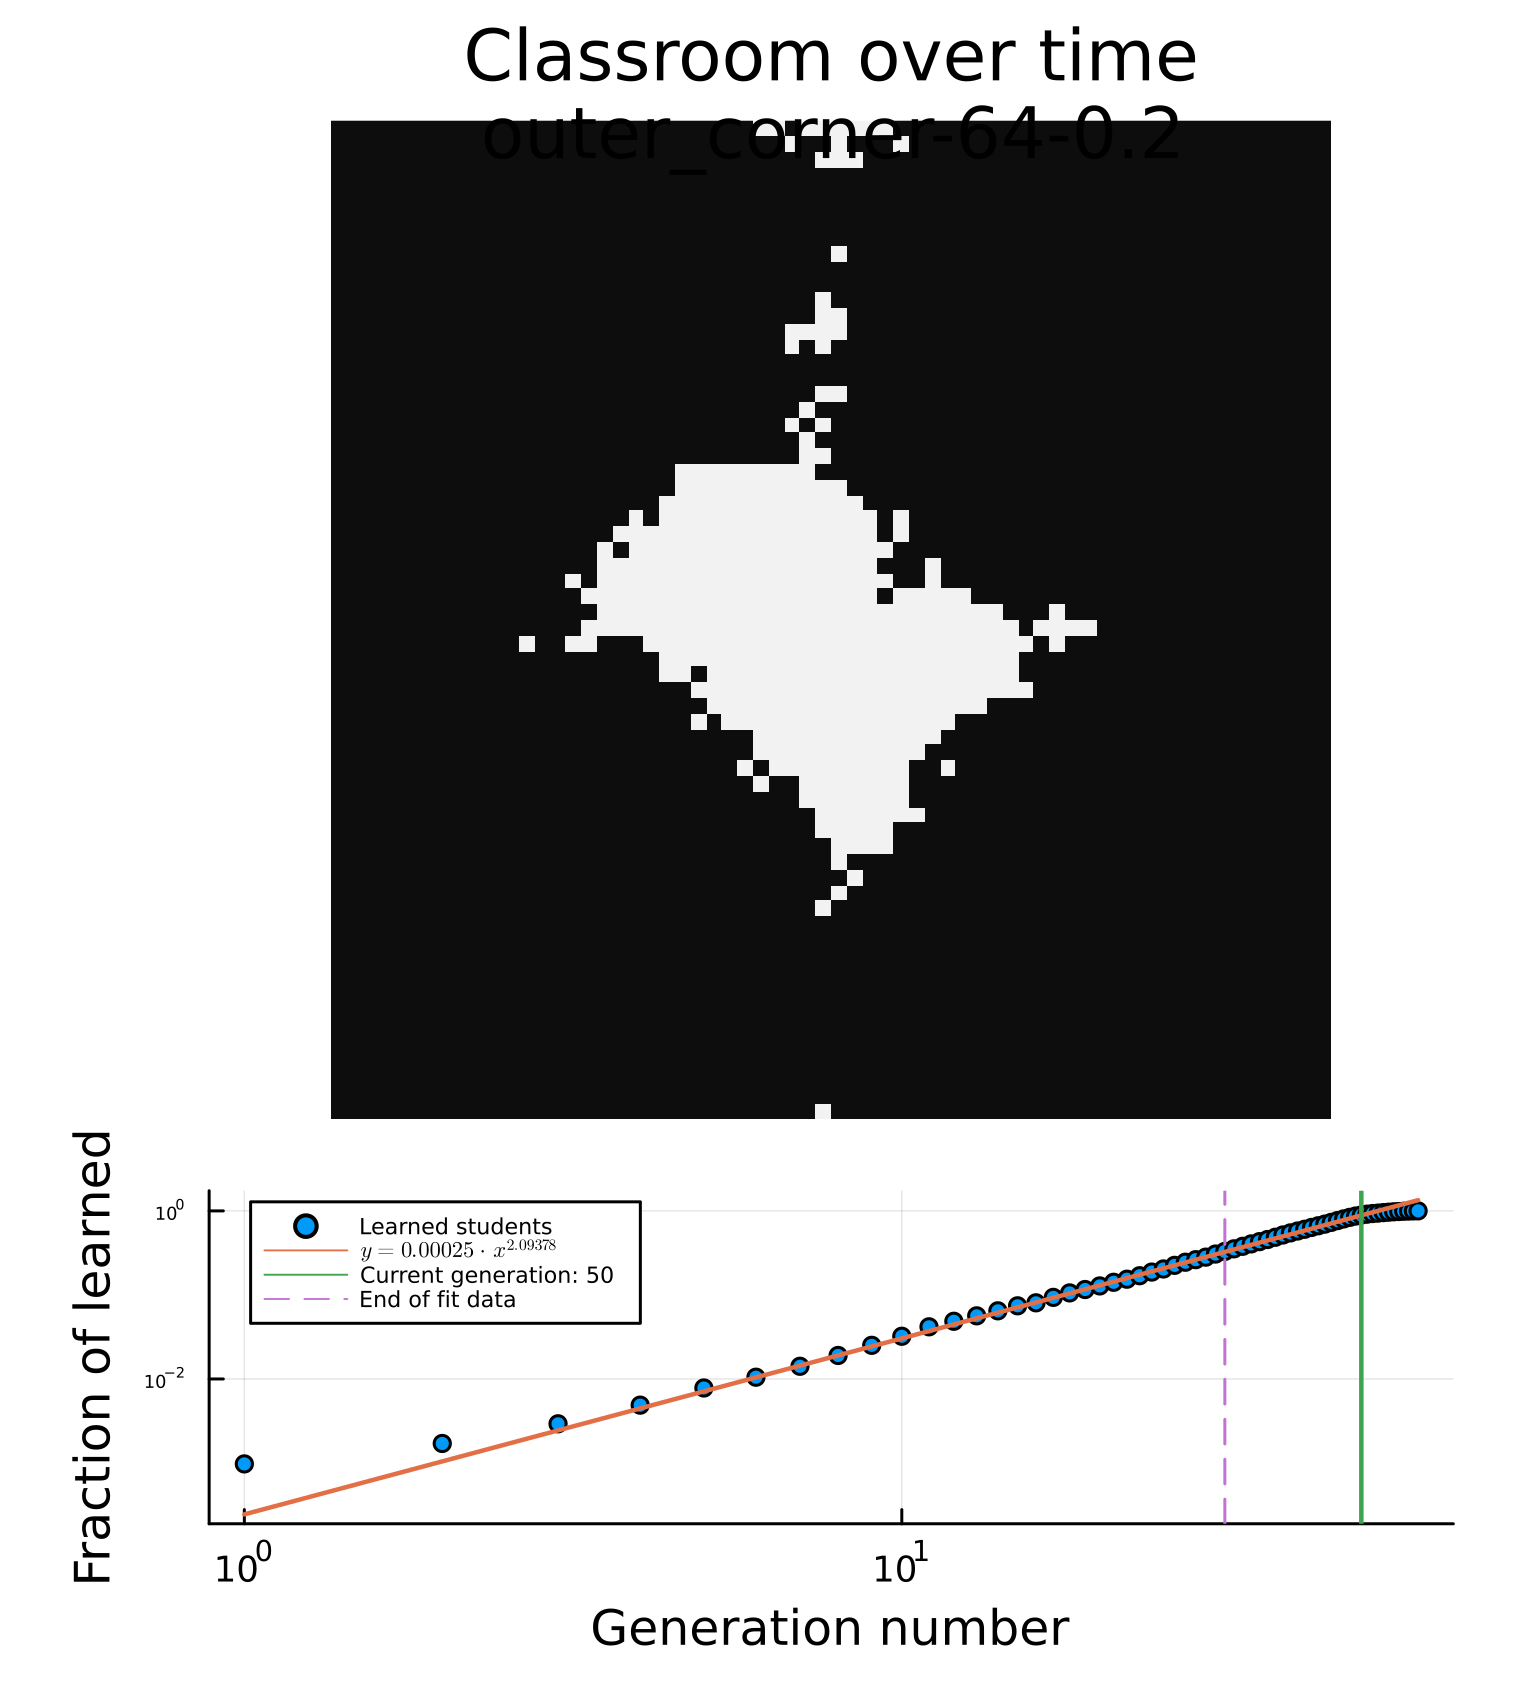 Classroom over time
outer_corner-64-0.2
Fraction of learned
10⁰
10⁻²
Learned students
y = 0.00025 · x^2.09378
Current generation: 50
End of fit data
10⁰
10¹
Generation number